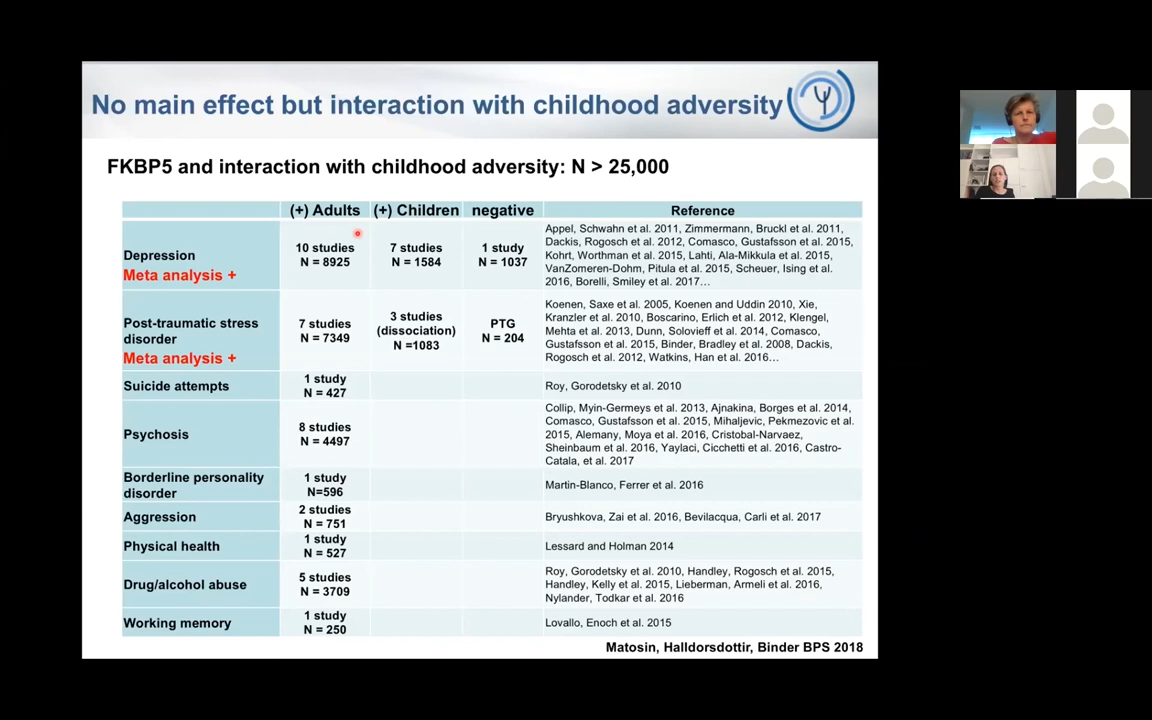 No main effect but interaction with childhood adversity
FKBP5 and interaction with childhood adversity: N > 25,000
(+) Adults (+) Children negative Reference
Depression
Meta analysis +
10 studies
N = 8925
7 studies
N = 1584
1 study
N = 1037
Appel, Schwahn et al. 2011, Zimmermann, Bruckl et al. 2011,
Dackis, Rogosch et al. 2012, Comasco, Gustafsson et al. 2015,
Kohrt, Worthman et al. 2015, Lahti, Ala-Mikkula et al. 2015,
VanZomeren-Dohm, Pitula et al. 2015, Scheuer, Ising et al.
2016, Borelli, Smiley et al. 2017…
Post-traumatic stress
disorder
Meta analysis +
7 studies
N = 7349
3 studies
(dissociation)
N =1083
PTG
N = 204
Koenen, Saxe et al. 2005, Koenen and Uddin 2010, Xie,
Kranzler et al. 2010, Boscarino, Erlich et al. 2012, Klengel,
Mehta et al. 2013, Dunn, Solovieff et al. 2014, Comasco,
Gustafsson et al. 2015, Binder, Bradley et al. 2008, Dackis,
Rogosch et al. 2012, Watkins, Han et al. 2016…
Suicide attempts
1 study
N = 427
Roy, Gorodetsky et al. 2010
Psychosis
8 studies
N = 4497
Collip, Myin-Germeys et al. 2013, Ajnakina, Borges et al. 2014,
Comasco, Gustafsson et al. 2015, Mihaljevic, Pekmezovic et al.
2015, Alemany, Moya et al. 2016, Cristobal-Narvaez,
Sheinbaum et al. 2016, Yaylaci, Cicchetti et al. 2016, Castro-
Catala, et al. 2017
Borderline personality
disorder
1 study
N=596
Martin-Blanco, Ferrer et al. 2016
Aggression
2 studies
N = 751
Bryushkova, Zai et al. 2016, Bevilacqua, Carli et al. 2017
Physical health
1 study
N = 527
Lessard and Holman 2014
Drug/alcohol abuse
5 studies
N = 3709
Roy, Gorodetsky et al. 2010, Handley, Rogosch et al. 2015,
Handley, Kelly et al. 2015, Lieberman, Armeli et al. 2016,
Nylander, Todkar et al. 2016
Working memory
1 study
N = 250
Lovallo, Enoch et al. 2015
Matosin, Halldorsdottir, Binder BPS 2018